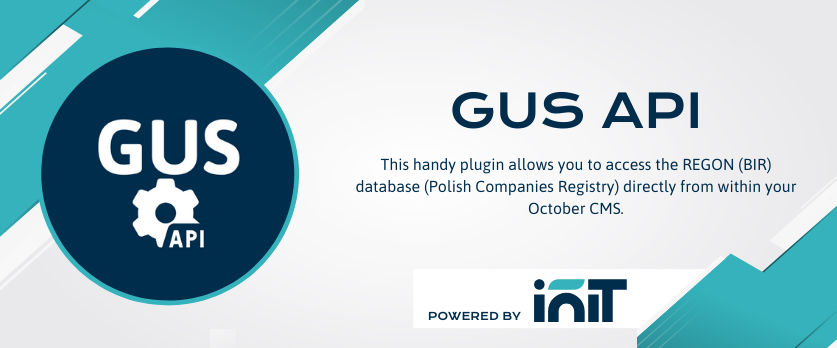 GUS
API
GUS API
This handy plugin allows you to access the REGON (BIR)
database (Polish Companies Registry) directly from within your
October CMS.
POWERED BY iniT